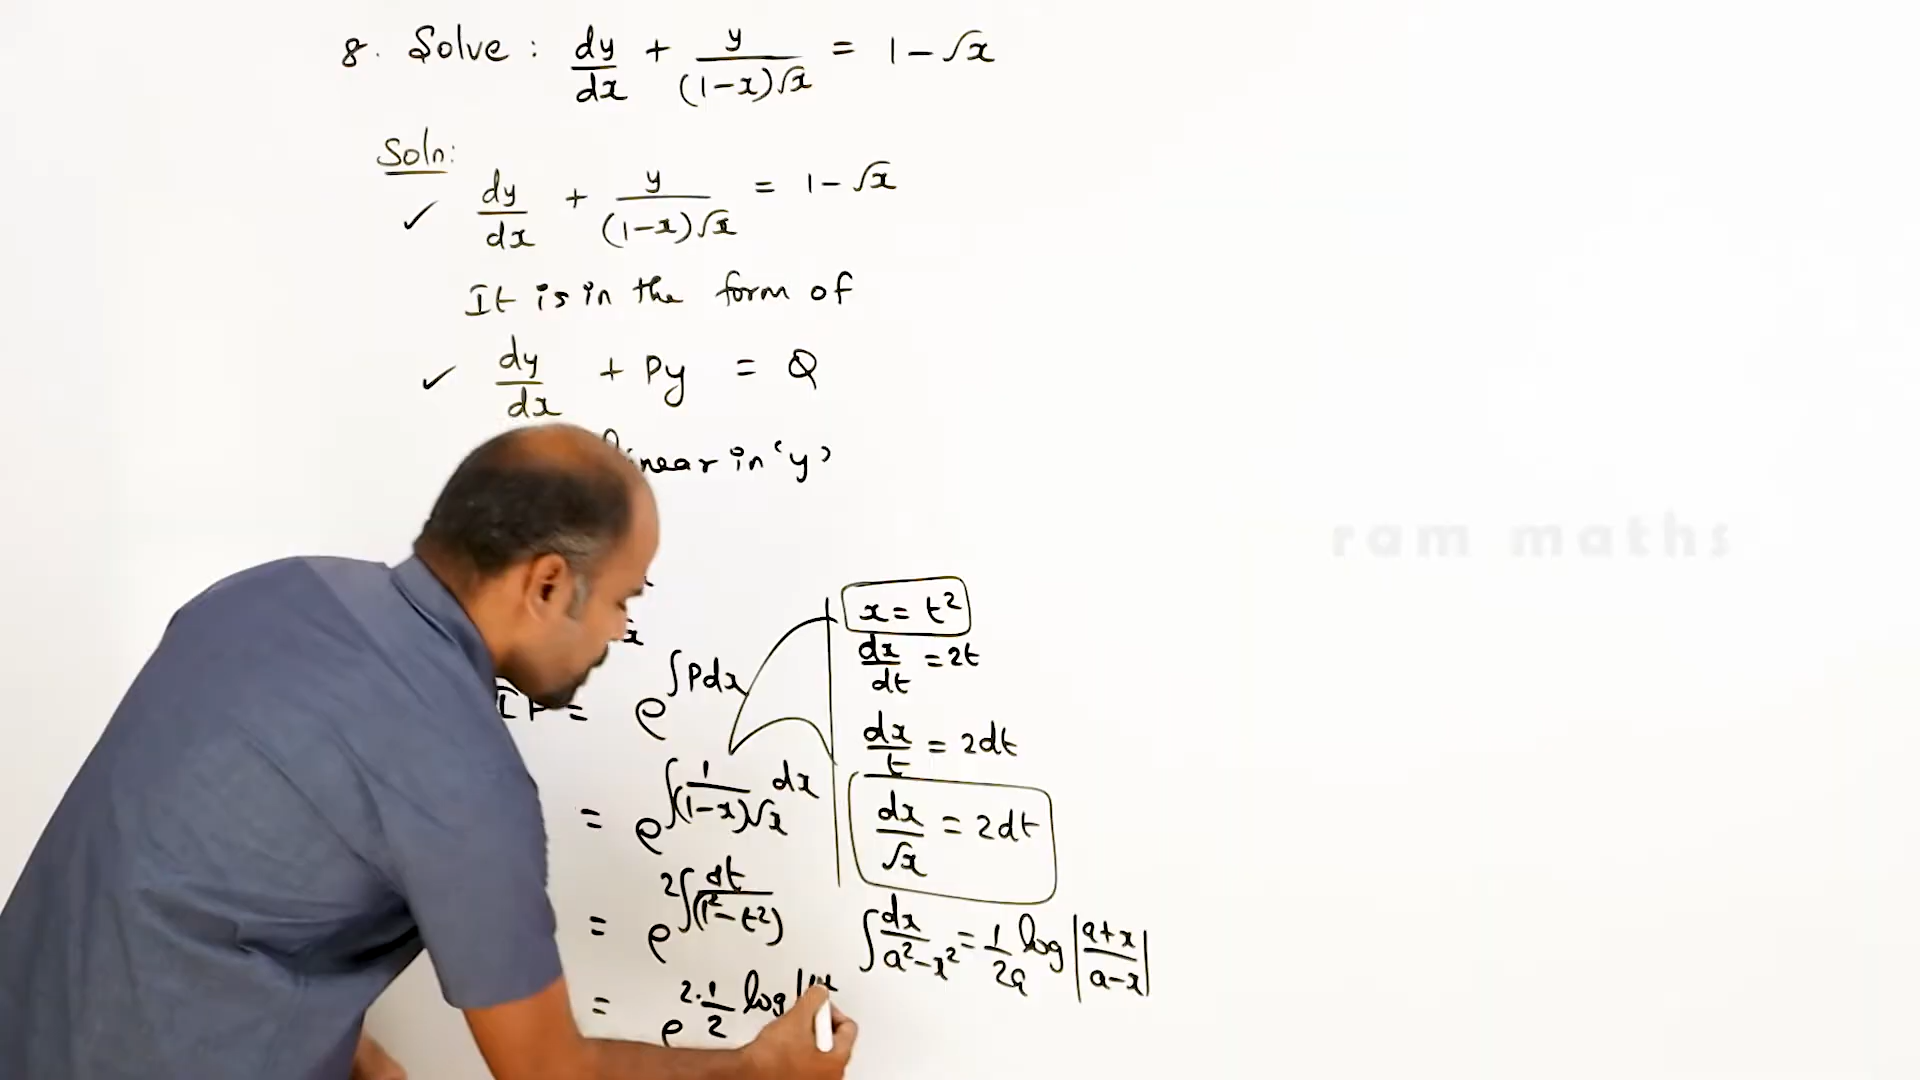 8. Solve : dy/dx + y/((1-x)√x) = 1-√x
Soln:
✓ dy/dx + y/((1-x)√x) = 1-√x
It is in the form of
✓ dy/dx + Py = Q
linear in 'y'
= e^∫Pdx
= e^∫1/((1-x)√x) dx
= e^2∫dt/(1²-t²)
= e^2·1/2 log|
x = t²
dx/dt = 2t
dx/t = 2dt
dx/√x = 2dt
∫dx/(a²-x²) = 1/2a log|(a+x)/(a-x)|
ram maths